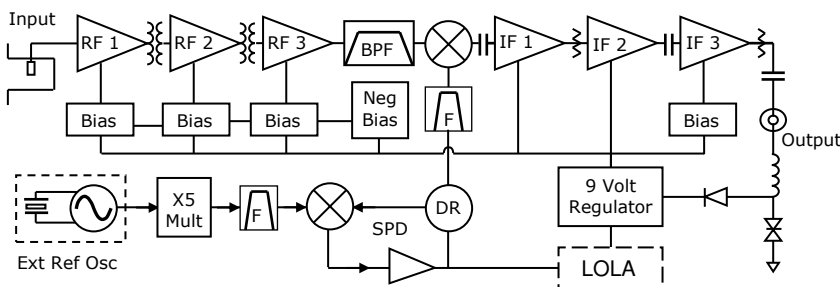 Input
RF 1
RF 2
RF 3
BPF
IF 1
IF 2
IF 3
Bias
Bias
Bias
Neg
Bias
F
Bias
Output
X5
Mult
F
SPD
DR
9 Volt
Regulator
Ext Ref Osc
LOLA